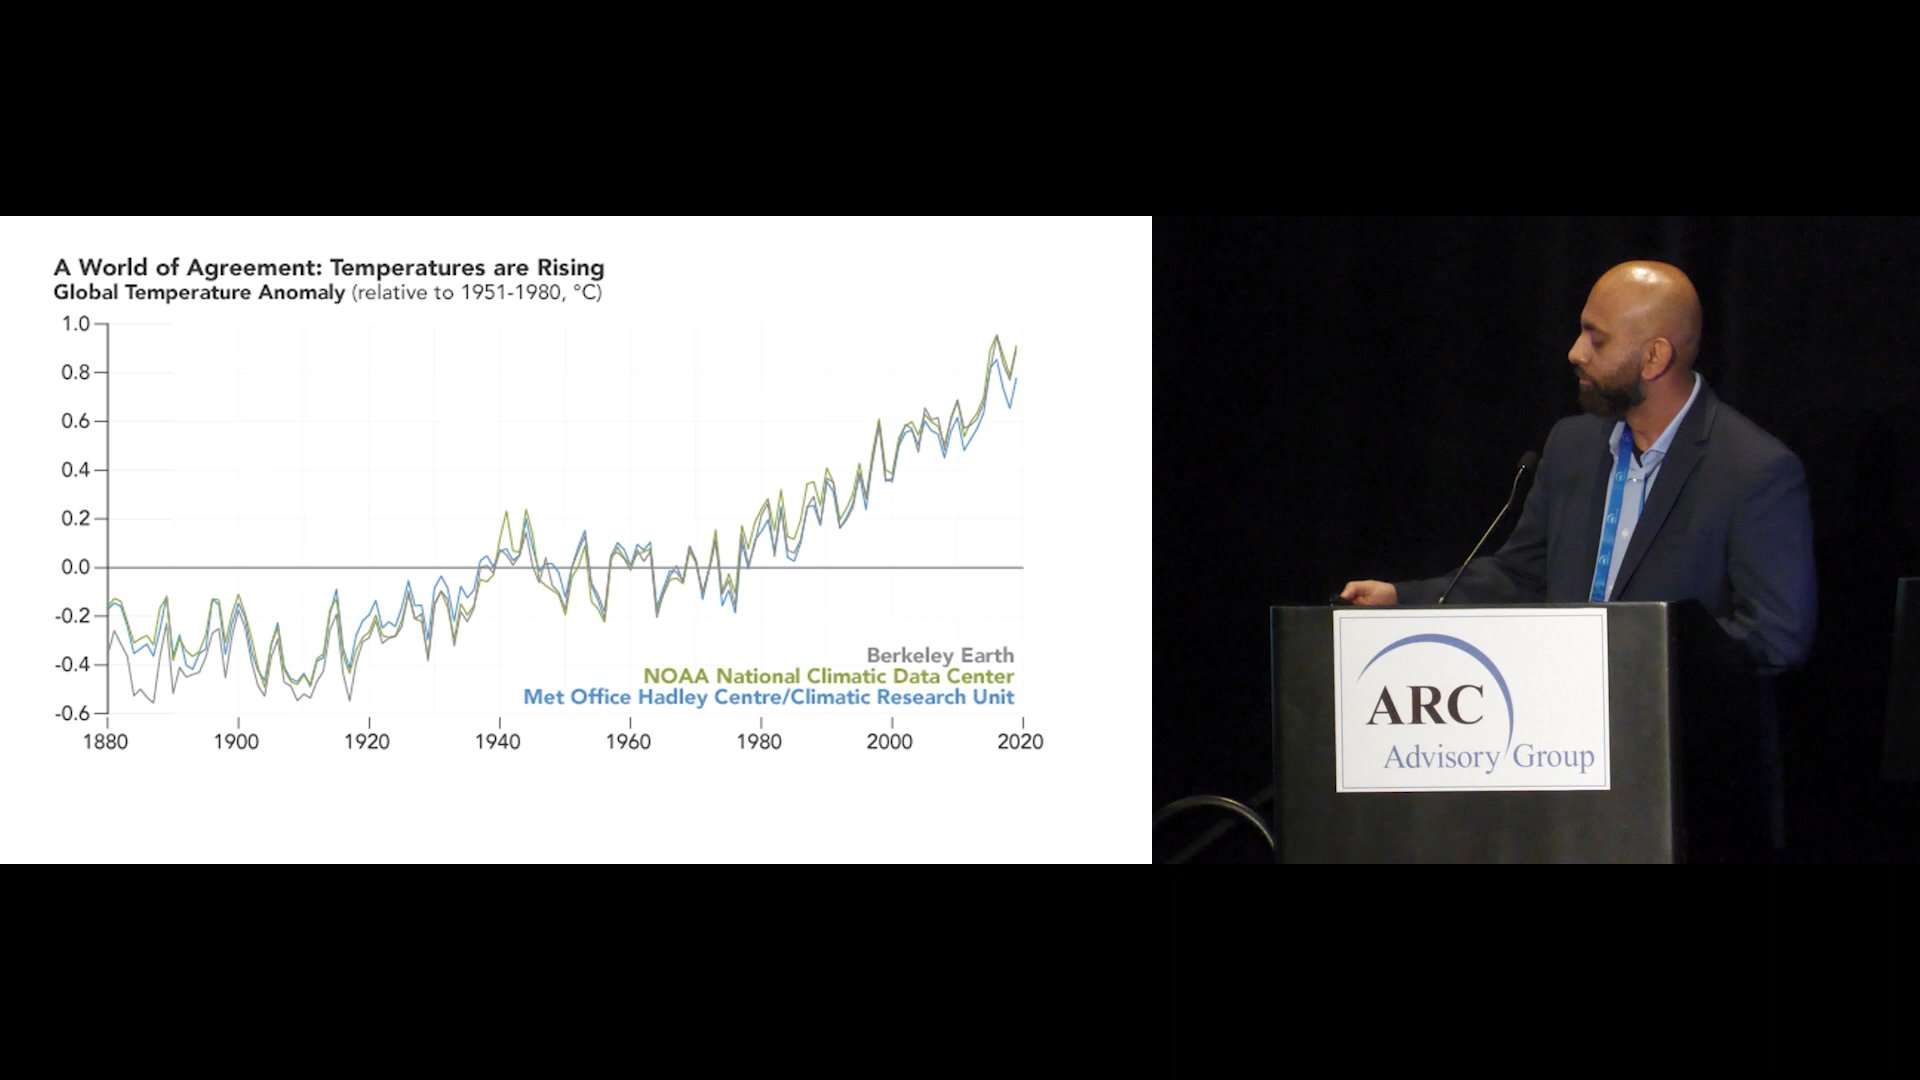 A World of Agreement: Temperatures are Rising
Global Temperature Anomaly (relative to 1951-1980, °C)
1.0
0.8
0.6
0.4
0.2
0.0
-0.2
-0.4
-0.6
Berkeley Earth
NOAA National Climatic Data Center
Met Office Hadley Centre/Climatic Research Unit
1880 1900 1920 1940 1960 1980 2000 2020
ARC
Advisory Group